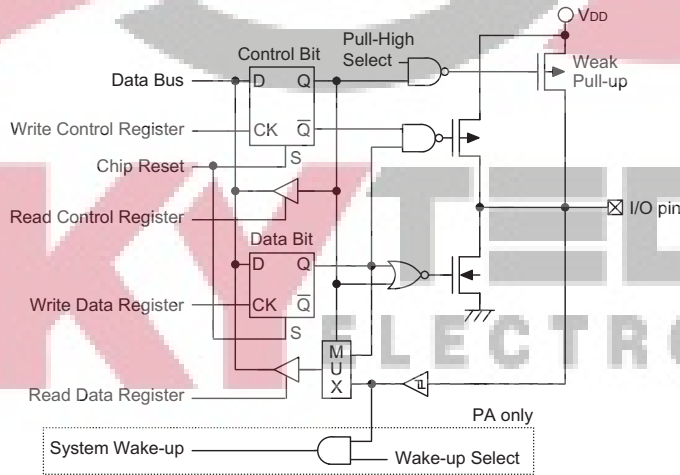 VDD
Control Bit
Pull-High
Select
Weak
Pull-up
Data Bus
D
Q
Write Control Register
CK
Q
Chip Reset
S
Read Control Register
I/O pin
Data Bit
D
Q
Write Data Register
CK
Q
S
M
U
X
Read Data Register
PA only
System Wake-up
Wake-up Select
KY TE
ELECTRO